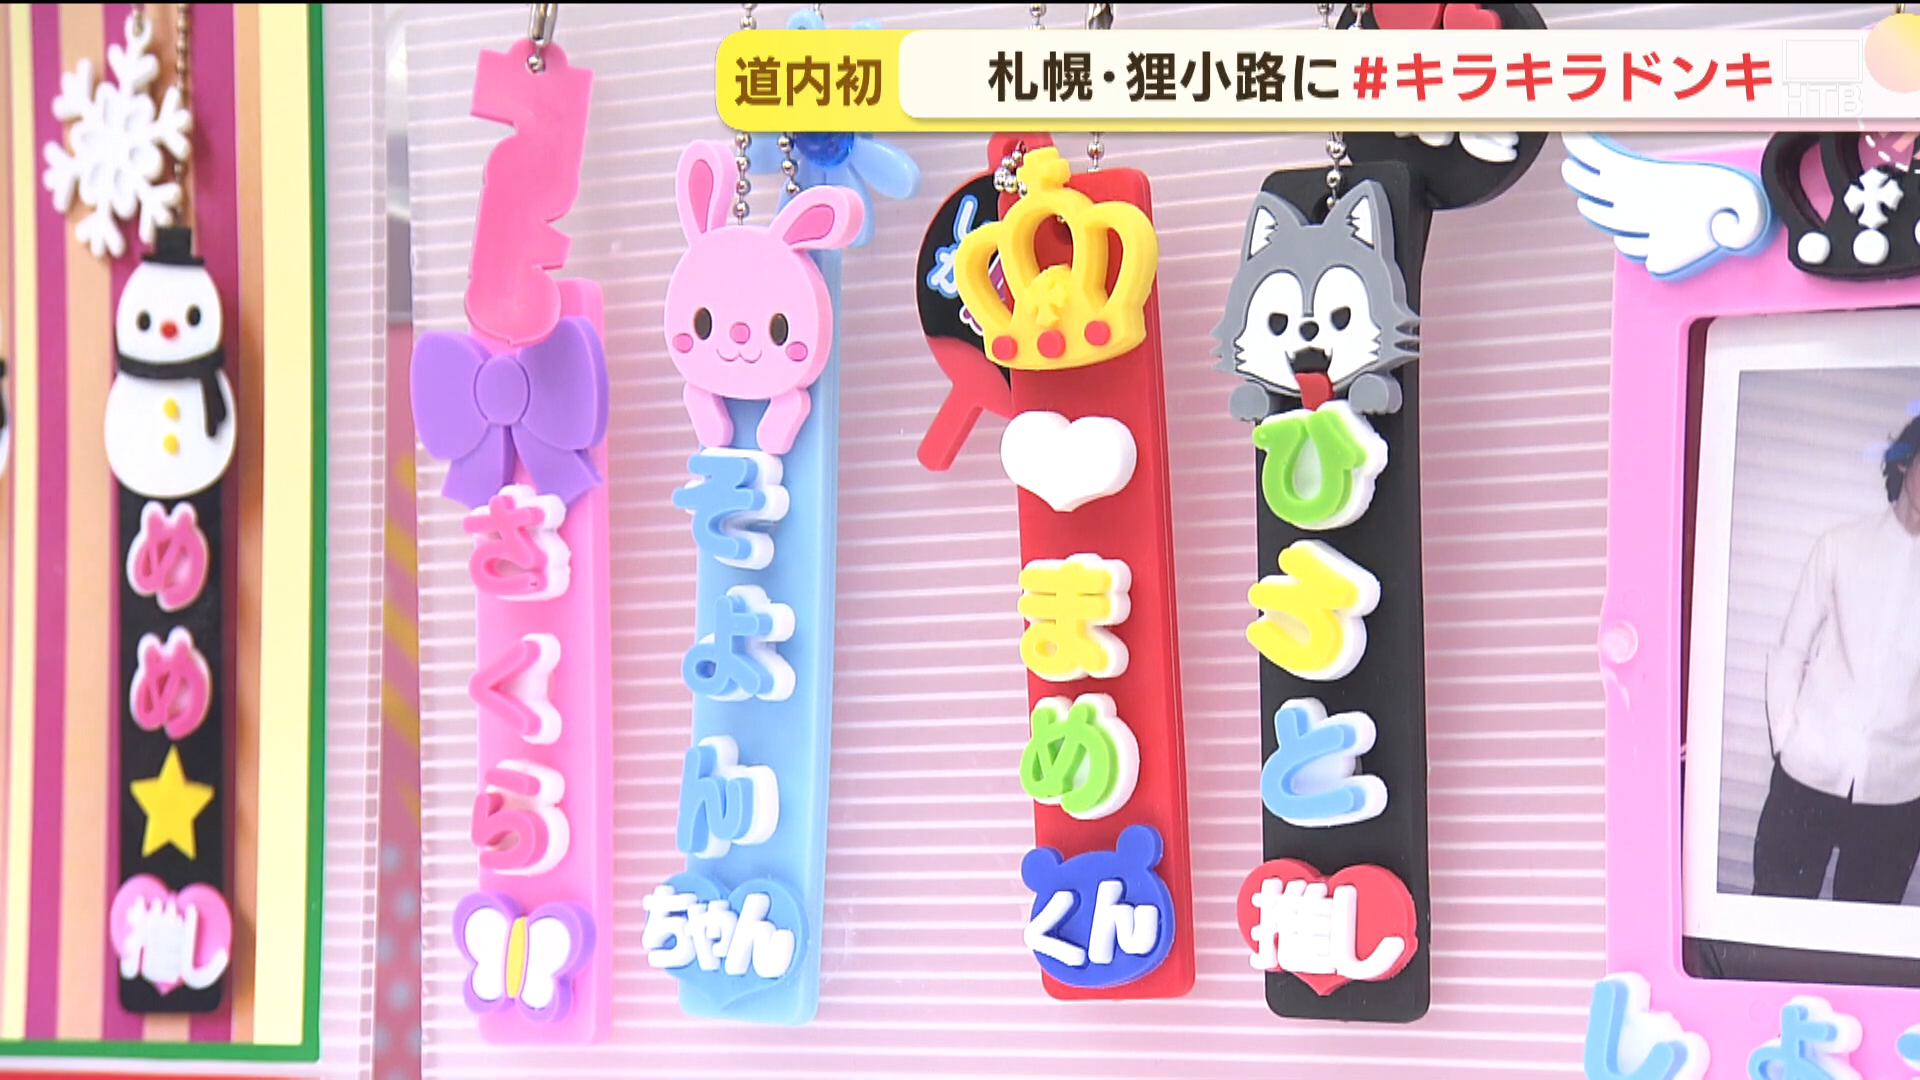 道内初
札幌・狸小路に#キラキラドンキ
HTB
めめ★推し
さくら
そよん
ちゃん
♥まめ
くん
ひろと
推し
しょ